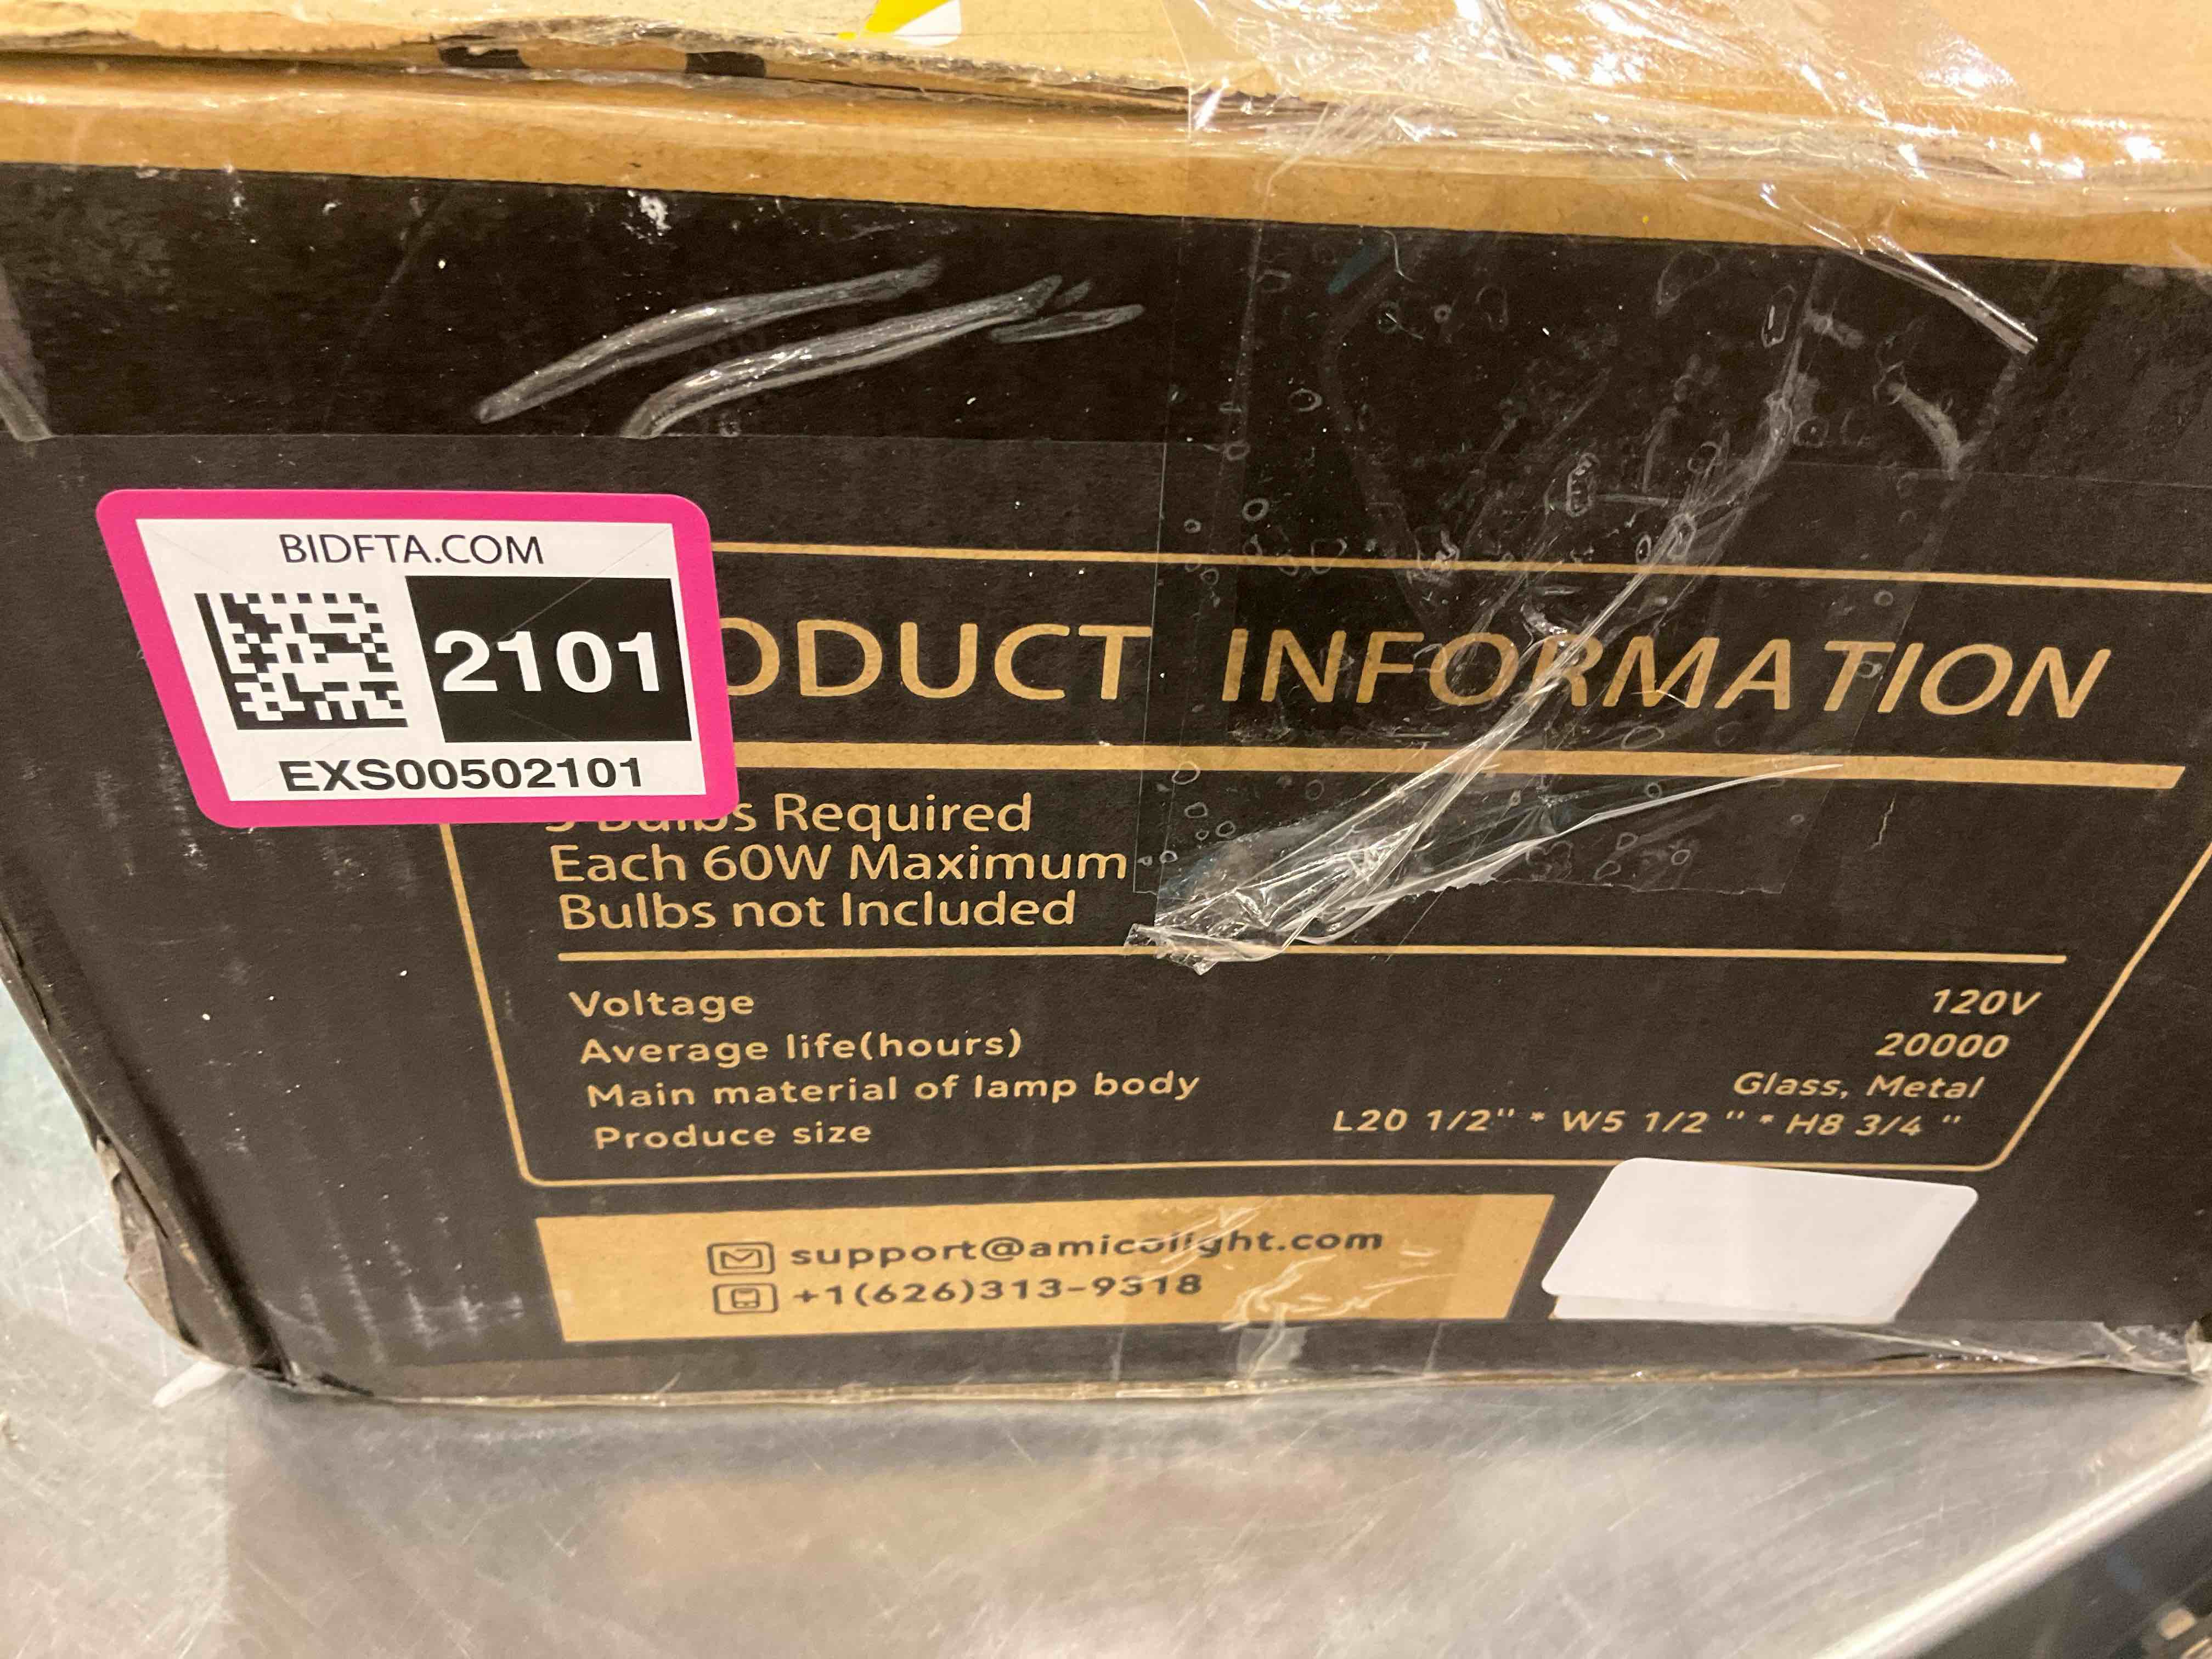 BIDFTA.COM
2101
EXS00502101
ODUCT INFORMATION
Bulbs Required
Each 60W Maximum
Bulbs not Included
Voltage 120V
Average life(hours) 20000
Main material of lamp body Glass, Metal
Produce size L20 1/2" * W5 1/2 " * H8 3/4 "
support@amicolight.com
+1(626)313-9318